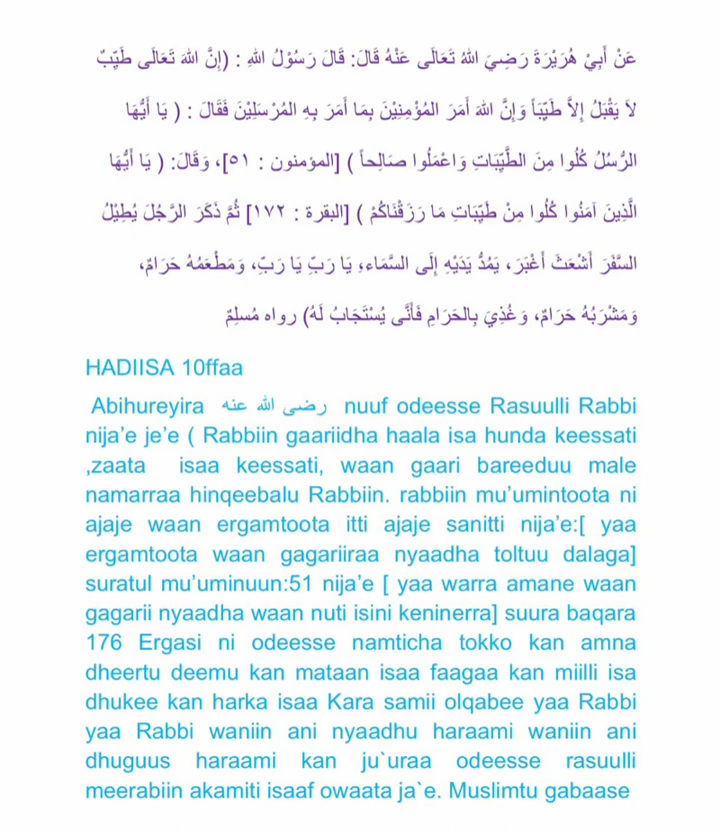 عَنْ أَبِيْ هُرَيْرَةَ رَضِيَ اللهُ تَعَالَى عَنْهُ قَالَ: قَالَ رَسُوْلُ اللهِ : (إِنَّ اللهَ تَعَالَى طَيِّبٌ
لاَ يَقْبَلُ إِلاَّ طَيِّبَاً وَإِنَّ اللهَ أَمَرَ المُؤْمِنِيْنَ بِمَا أَمَرَ بِهِ المُرْسَلِيْنَ فَقَالَ : ( يَا أَيُّهَا
الرُّسُلُ كُلُوا مِنَ الطَّيِّبَاتِ وَاعْمَلُوا صَالِحاً ) [المؤمنون : ٥١]، وَقَالَ: ( يَا أَيُّهَا
الَّذِينَ آمَنُوا كُلُوا مِنْ طَيِّبَاتِ مَا رَزَقْنَاكُمْ ) [البقرة : ١٧٢] ثُمَّ ذَكَرَ الرَّجُلَ يُطِيْلُ
السَّفَرَ أَشْعَثَ أَغْبَرَ، يَمُدُّ يَدَيْهِ إِلَى السَّمَاءِ، يَا رَبِّ يَا رَبِّ، وَمَطْعَمُهُ حَرَامٌ،
وَمَشْرَبُهُ حَرَامٌ، وَغُذِيَ بِالحَرَامِ فَأَنَّى يُسْتَجَابُ لَهُ) رواه مُسلِمٌ
HADIISA 10ffaa
Abihureyira رضى الله عنه nuuf odeesse Rasuulli Rabbi
nija’e je’e ( Rabbiin gaariidha haala isa hunda keessati
,zaata isaa keessati, waan gaari bareeduu male
namarraa hinqeebalu Rabbiin. rabbiin mu’umintoota ni
ajaje waan ergamtoota itti ajaje sanitti nija’e:[ yaa
ergamtoota waan gagariiraa nyaadha toltuu dalaga]
suratul mu’uminuun:51 nija’e [ yaa warra amane waan
gagarii nyaadha waan nuti isini keninerra] suura baqara
176 Ergasi ni odeesse namticha tokko kan amna
dheertu deemu kan mataan isaa faagaa kan miilli isa
dhukee kan harka isaa Kara samii olqabee yaa Rabbi
yaa Rabbi waniin ani nyaadhu haraami waniin ani
dhuguus haraami kan ju`uraa odeesse rasuulli
meerabiin akamiti isaaf owaata ja`e. Muslimtu gabaase